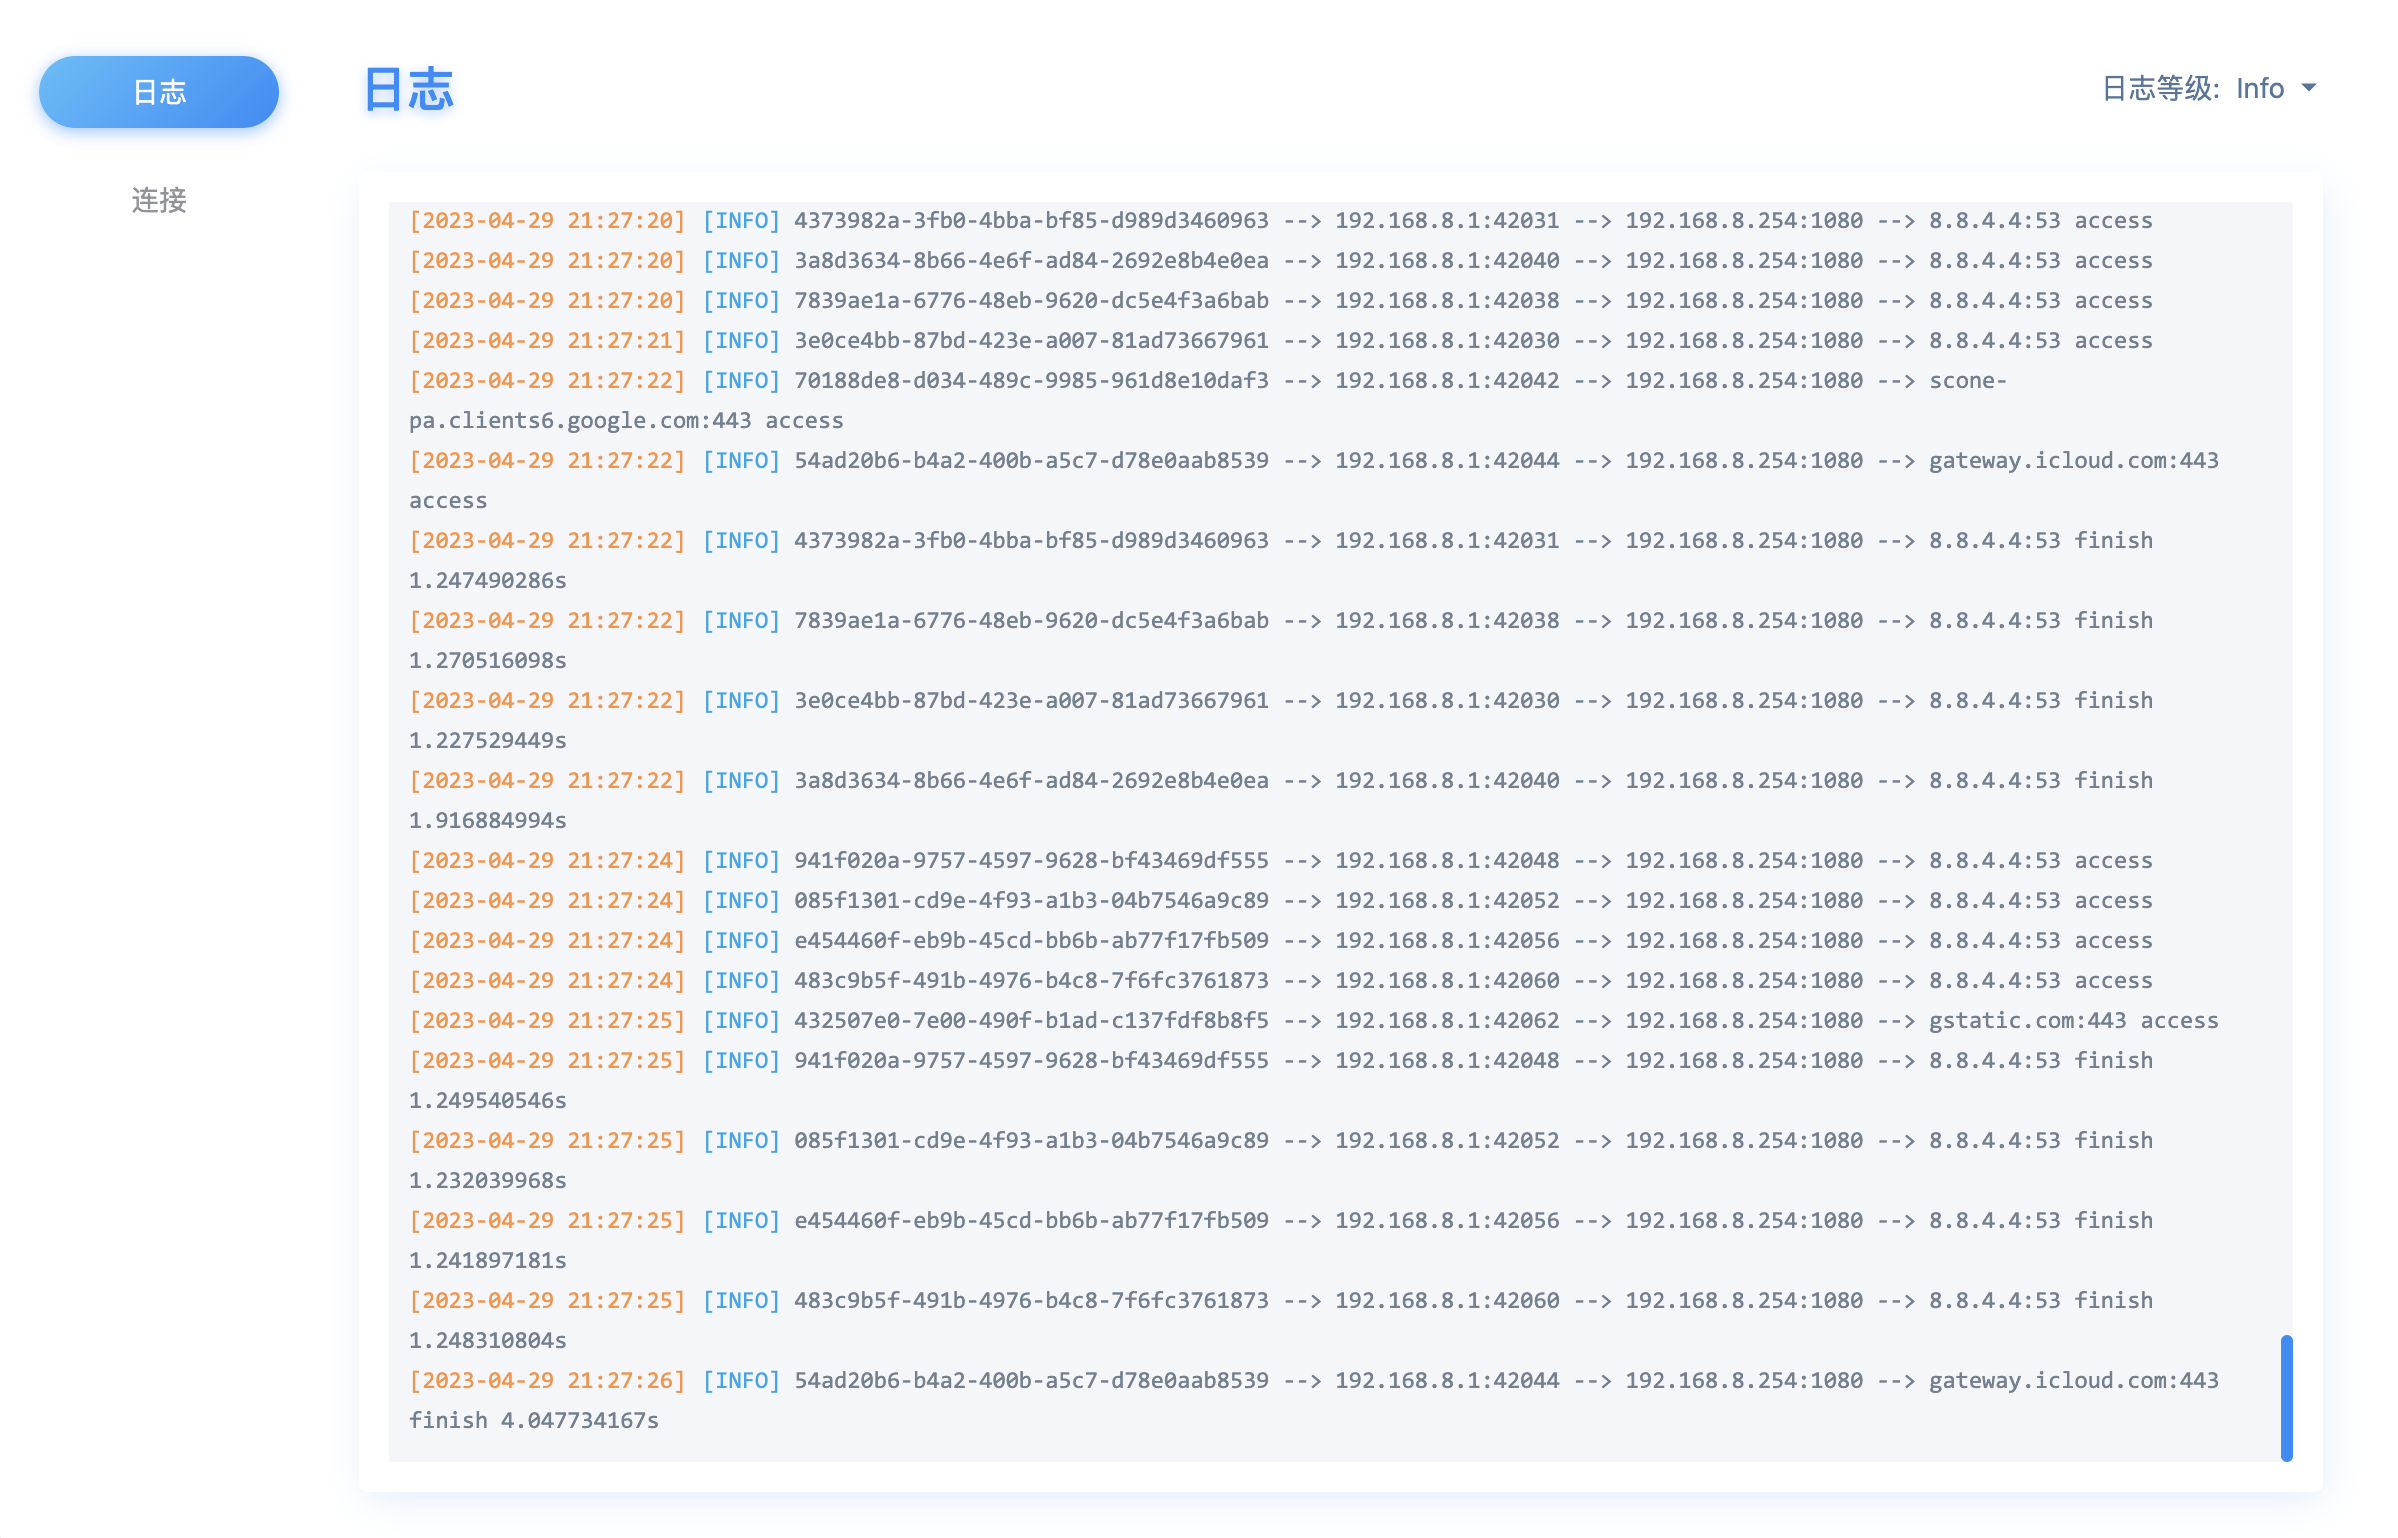 日志
连接
日志
日志等级: Info
[2023-04-29 21:27:20] [INFO] 4373982a-3fb0-4bba-bf85-d989d3460963 --> 192.168.8.1:42031 --> 192.168.8.254:1080 --> 8.8.4.4:53 access
[2023-04-29 21:27:20] [INFO] 3a8d3634-8b66-4e6f-ad84-2692e8b4e0ea --> 192.168.8.1:42040 --> 192.168.8.254:1080 --> 8.8.4.4:53 access
[2023-04-29 21:27:20] [INFO] 7839ae1a-6776-48eb-9620-dc5e4f3a6bab --> 192.168.8.1:42038 --> 192.168.8.254:1080 --> 8.8.4.4:53 access
[2023-04-29 21:27:21] [INFO] 3e0ce4bb-87bd-423e-a007-81ad73667961 --> 192.168.8.1:42030 --> 192.168.8.254:1080 --> 8.8.4.4:53 access
[2023-04-29 21:27:22] [INFO] 70188de8-d034-489c-9985-961d8e10daf3 --> 192.168.8.1:42042 --> 192.168.8.254:1080 --> scone-
pa.clients6.google.com:443 access
[2023-04-29 21:27:22] [INFO] 54ad20b6-b4a2-400b-a5c7-d78e0aab8539 --> 192.168.8.1:42044 --> 192.168.8.254:1080 --> gateway.icloud.com:443
access
[2023-04-29 21:27:22] [INFO] 4373982a-3fb0-4bba-bf85-d989d3460963 --> 192.168.8.1:42031 --> 192.168.8.254:1080 --> 8.8.4.4:53 finish
1.247490286s
[2023-04-29 21:27:22] [INFO] 7839ae1a-6776-48eb-9620-dc5e4f3a6bab --> 192.168.8.1:42038 --> 192.168.8.254:1080 --> 8.8.4.4:53 finish
1.270516098s
[2023-04-29 21:27:22] [INFO] 3e0ce4bb-87bd-423e-a007-81ad73667961 --> 192.168.8.1:42030 --> 192.168.8.254:1080 --> 8.8.4.4:53 finish
1.227529449s
[2023-04-29 21:27:22] [INFO] 3a8d3634-8b66-4e6f-ad84-2692e8b4e0ea --> 192.168.8.1:42040 --> 192.168.8.254:1080 --> 8.8.4.4:53 finish
1.916884994s
[2023-04-29 21:27:24] [INFO] 941f020a-9757-4597-9628-bf43469df555 --> 192.168.8.1:42048 --> 192.168.8.254:1080 --> 8.8.4.4:53 access
[2023-04-29 21:27:24] [INFO] 085f1301-cd9e-4f93-a1b3-04b7546a9c89 --> 192.168.8.1:42052 --> 192.168.8.254:1080 --> 8.8.4.4:53 access
[2023-04-29 21:27:24] [INFO] e454460f-eb9b-45cd-bb6b-ab77f17fb509 --> 192.168.8.1:42056 --> 192.168.8.254:1080 --> 8.8.4.4:53 access
[2023-04-29 21:27:24] [INFO] 483c9b5f-491b-4976-b4c8-7f6fc3761873 --> 192.168.8.1:42060 --> 192.168.8.254:1080 --> 8.8.4.4:53 access
[2023-04-29 21:27:25] [INFO] 432507e0-7e00-490f-b1ad-c137fdf8b8f5 --> 192.168.8.1:42062 --> 192.168.8.254:1080 --> gstatic.com:443 access
[2023-04-29 21:27:25] [INFO] 941f020a-9757-4597-9628-bf43469df555 --> 192.168.8.1:42048 --> 192.168.8.254:1080 --> 8.8.4.4:53 finish
1.249540546s
[2023-04-29 21:27:25] [INFO] 085f1301-cd9e-4f93-a1b3-04b7546a9c89 --> 192.168.8.1:42052 --> 192.168.8.254:1080 --> 8.8.4.4:53 finish
1.232039968s
[2023-04-29 21:27:25] [INFO] e454460f-eb9b-45cd-bb6b-ab77f17fb509 --> 192.168.8.1:42056 --> 192.168.8.254:1080 --> 8.8.4.4:53 finish
1.241897181s
[2023-04-29 21:27:25] [INFO] 483c9b5f-491b-4976-b4c8-7f6fc3761873 --> 192.168.8.1:42060 --> 192.168.8.254:1080 --> 8.8.4.4:53 finish
1.248310804s
[2023-04-29 21:27:26] [INFO] 54ad20b6-b4a2-400b-a5c7-d78e0aab8539 --> 192.168.8.1:42044 --> 192.168.8.254:1080 --> gateway.icloud.com:443
finish 4.047734167s